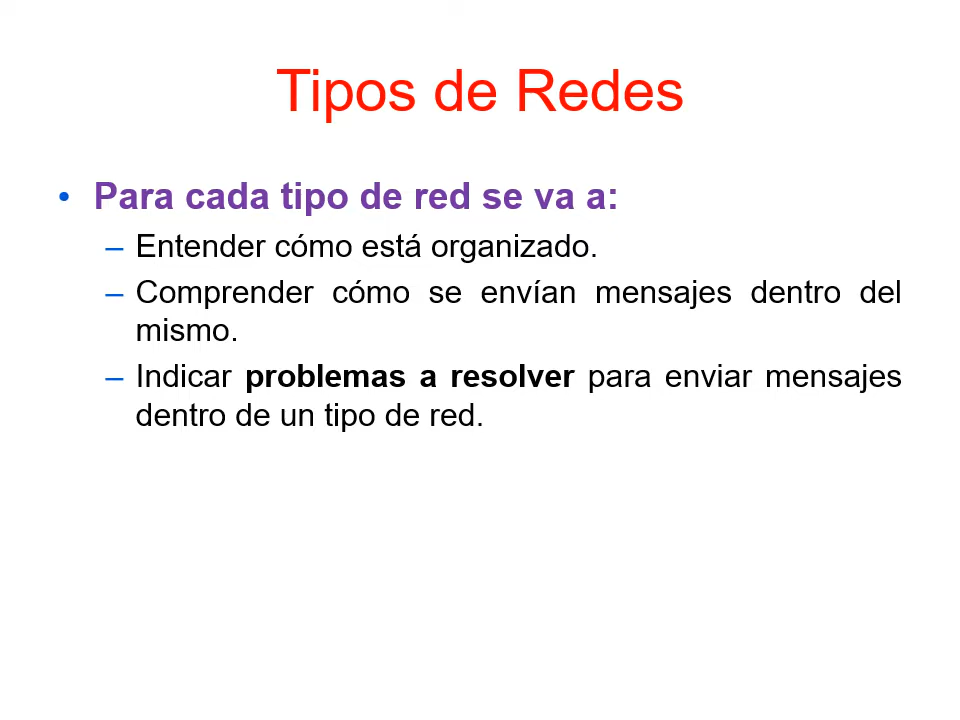 Tipos de Redes
• Para cada tipo de red se va a:
– Entender cómo está organizado.
– Comprender cómo se envían mensajes dentro del
mismo.
– Indicar problemas a resolver para enviar mensajes
dentro de un tipo de red.